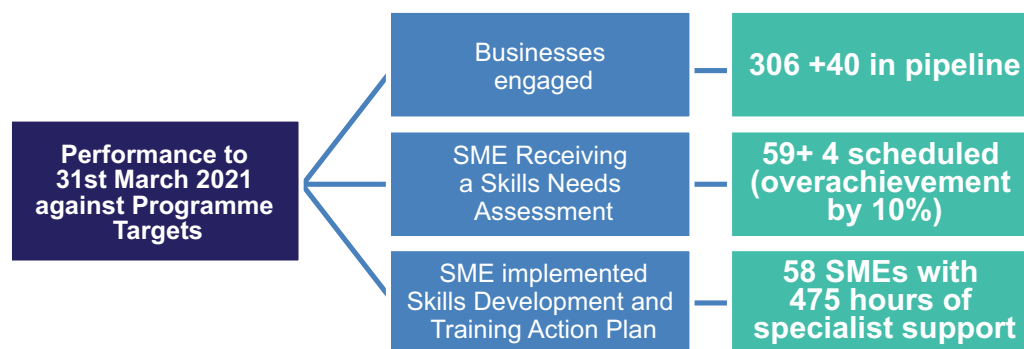 Performance to
31st March 2021
against Programme
Targets
Businesses
engaged
306 +40 in pipeline
SME Receiving
a Skills Needs
Assessment
59+ 4 scheduled
(overachievement
by 10%)
SME implemented
Skills Development and
Training Action Plan
58 SMEs with
475 hours of
specialist support